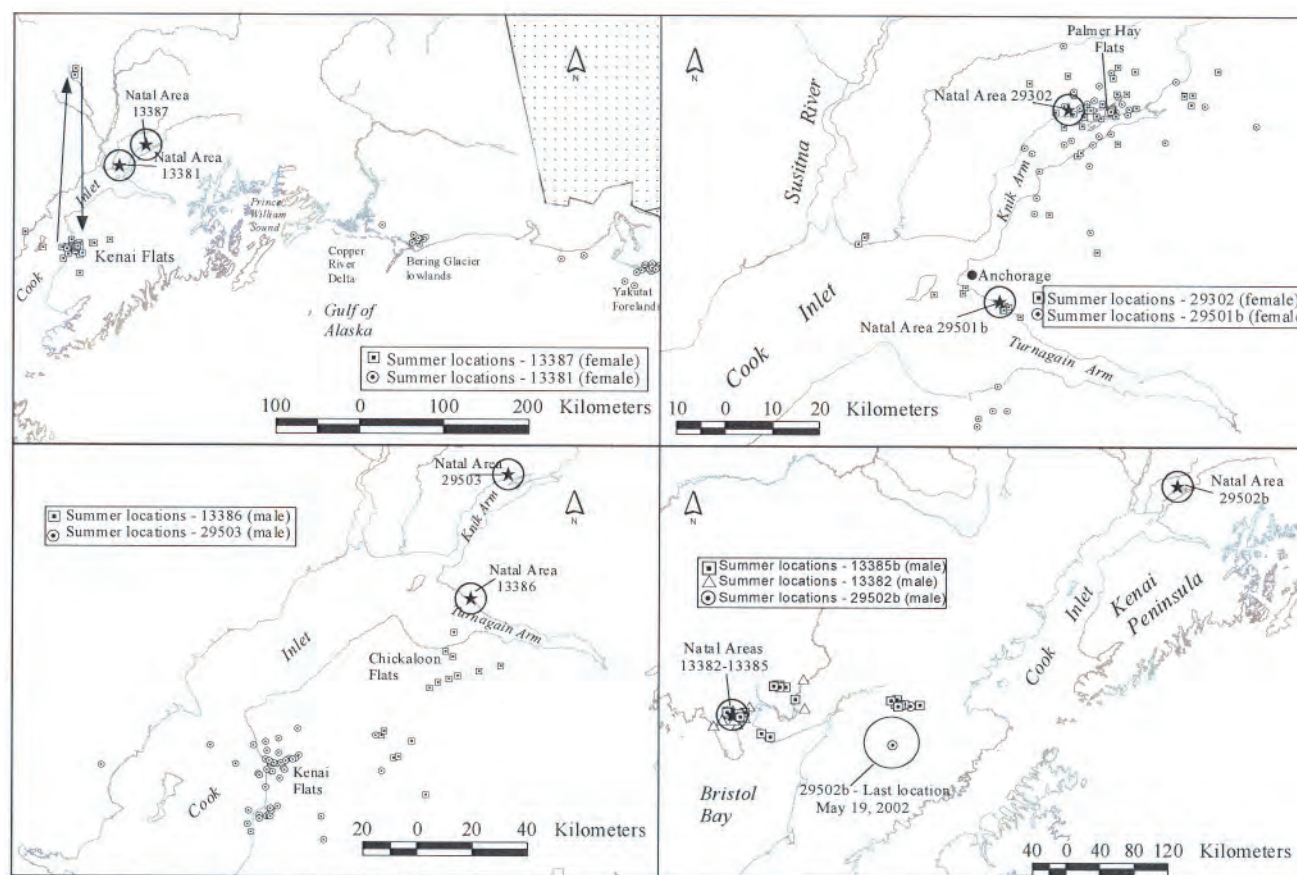 N
Natal Area
13387
Natal Area
13381
Inlet
Prince
William
Sound
Kenai Flats
Cook
Copper
River
Delta
Bering Glacier
lowlands
Yakutat
Forelands
Gulf of
Alaska
Summer locations - 13387 (female)
Summer locations - 13381 (female)
100 0 100 200 Kilometers
Palmer Hay
Flats
N
Natal Area 29302
Susitna River
Knik Arm
Anchorage
Inlet
Summer locations - 29302 (female)
Summer locations - 29501b (female
Natal Area 29501b
Turnagain Arm
Cook
10 0 10 20 Kilometers
Natal Area
29503
N
Knik Arm
Summer locations - 13386 (male)
Summer locations - 29503 (male)
Natal Area
13386
Turnagain Arm
Inlet
Chickaloon
Flats
Kenai
Flats
Cook
20 0 20 40 Kilometers
Natal Area
29502b
N
Summer locations - 13385b (male)
Summer locations - 13382 (male)
Summer locations - 29502b (male)
Inlet
Kenai
Peninsula
Cook
Natal Areas
13382-13385
29502b - Last location
May 19, 2002
Bristol
Bay
40 0 40 80 120 Kilometers